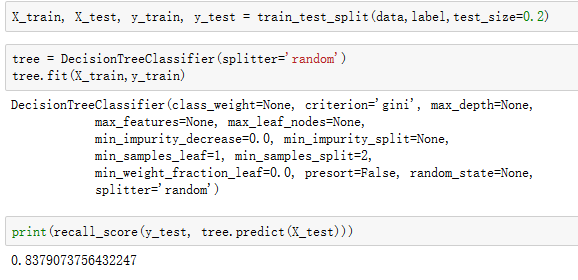 X_train, X_test, y_train, y_test = train_test_split(data,label,test_size=0.2)
tree = DecisionTreeClassifier(splitter='random')
tree.fit(X_train,y_train)
DecisionTreeClassifier(class_weight=None, criterion='gini', max_depth=None,
max_features=None, max_leaf_nodes=None,
min_impurity_decrease=0.0, min_impurity_split=None,
min_samples_leaf=1, min_samples_split=2,
min_weight_fraction_leaf=0.0, presort=False, random_state=None,
splitter='random')
print(recall_score(y_test, tree.predict(X_test)))
0.8379073756432247